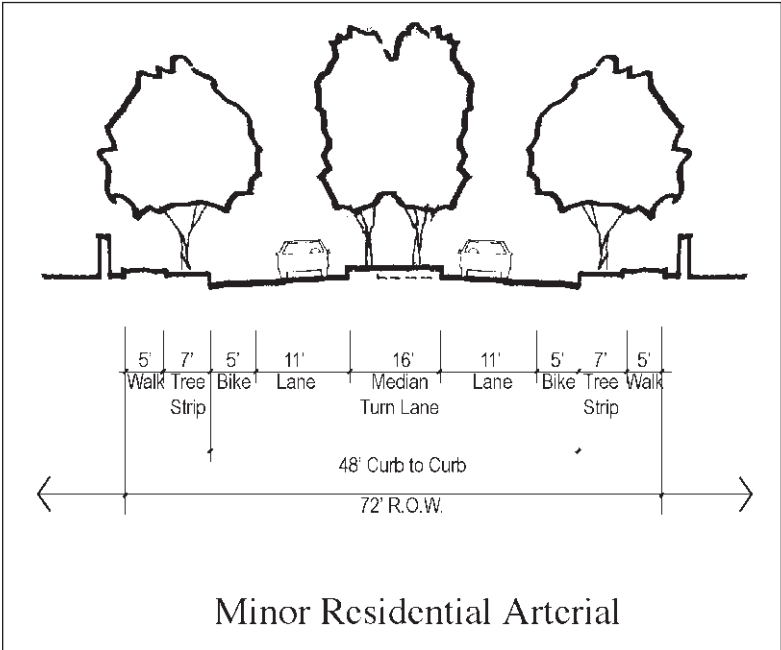 5' 7' 5' 11' 16' 11' 5' 7' 5'
Walk Tree Bike Lane Median Lane Bike Tree Walk
Strip Turn Lane Strip
48' Curb to Curb
72' R.O.W.
Minor Residential Arterial